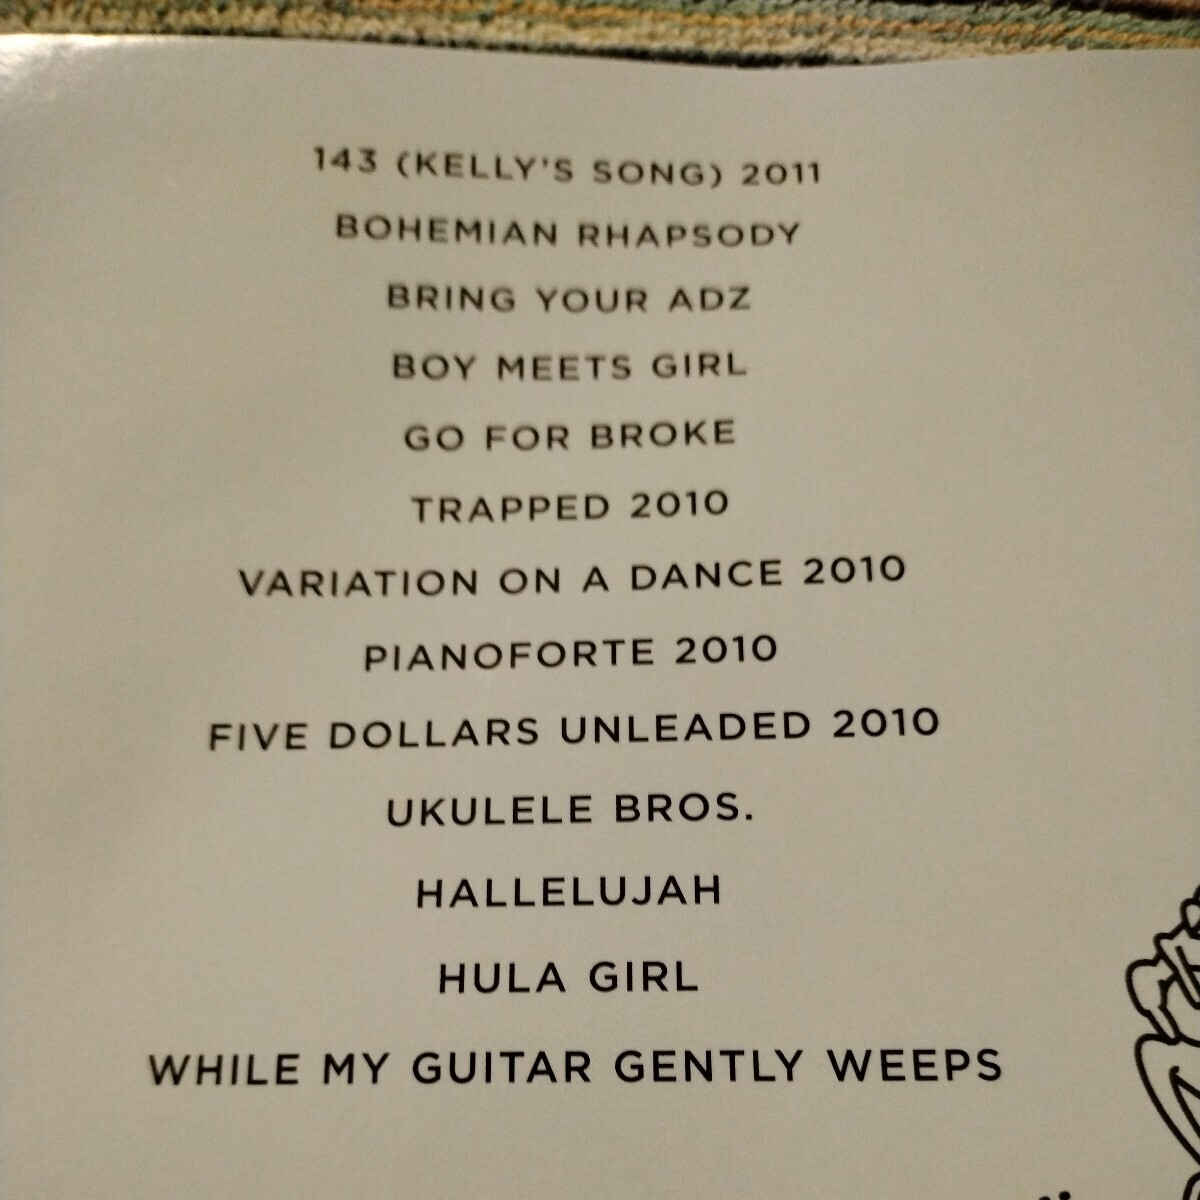 143 (KELLY'S SONG) 2011
BOHEMIAN RHAPSODY
BRING YOUR ADZ
BOY MEETS GIRL
GO FOR BROKE
TRAPPED 2010
VARIATION ON A DANCE 2010
PIANOFORTE 2010
FIVE DOLLARS UNLEADED 2010
UKULELE BROS.
HALLELUJAH
HULA GIRL
WHILE MY GUITAR GENTLY WEEPS